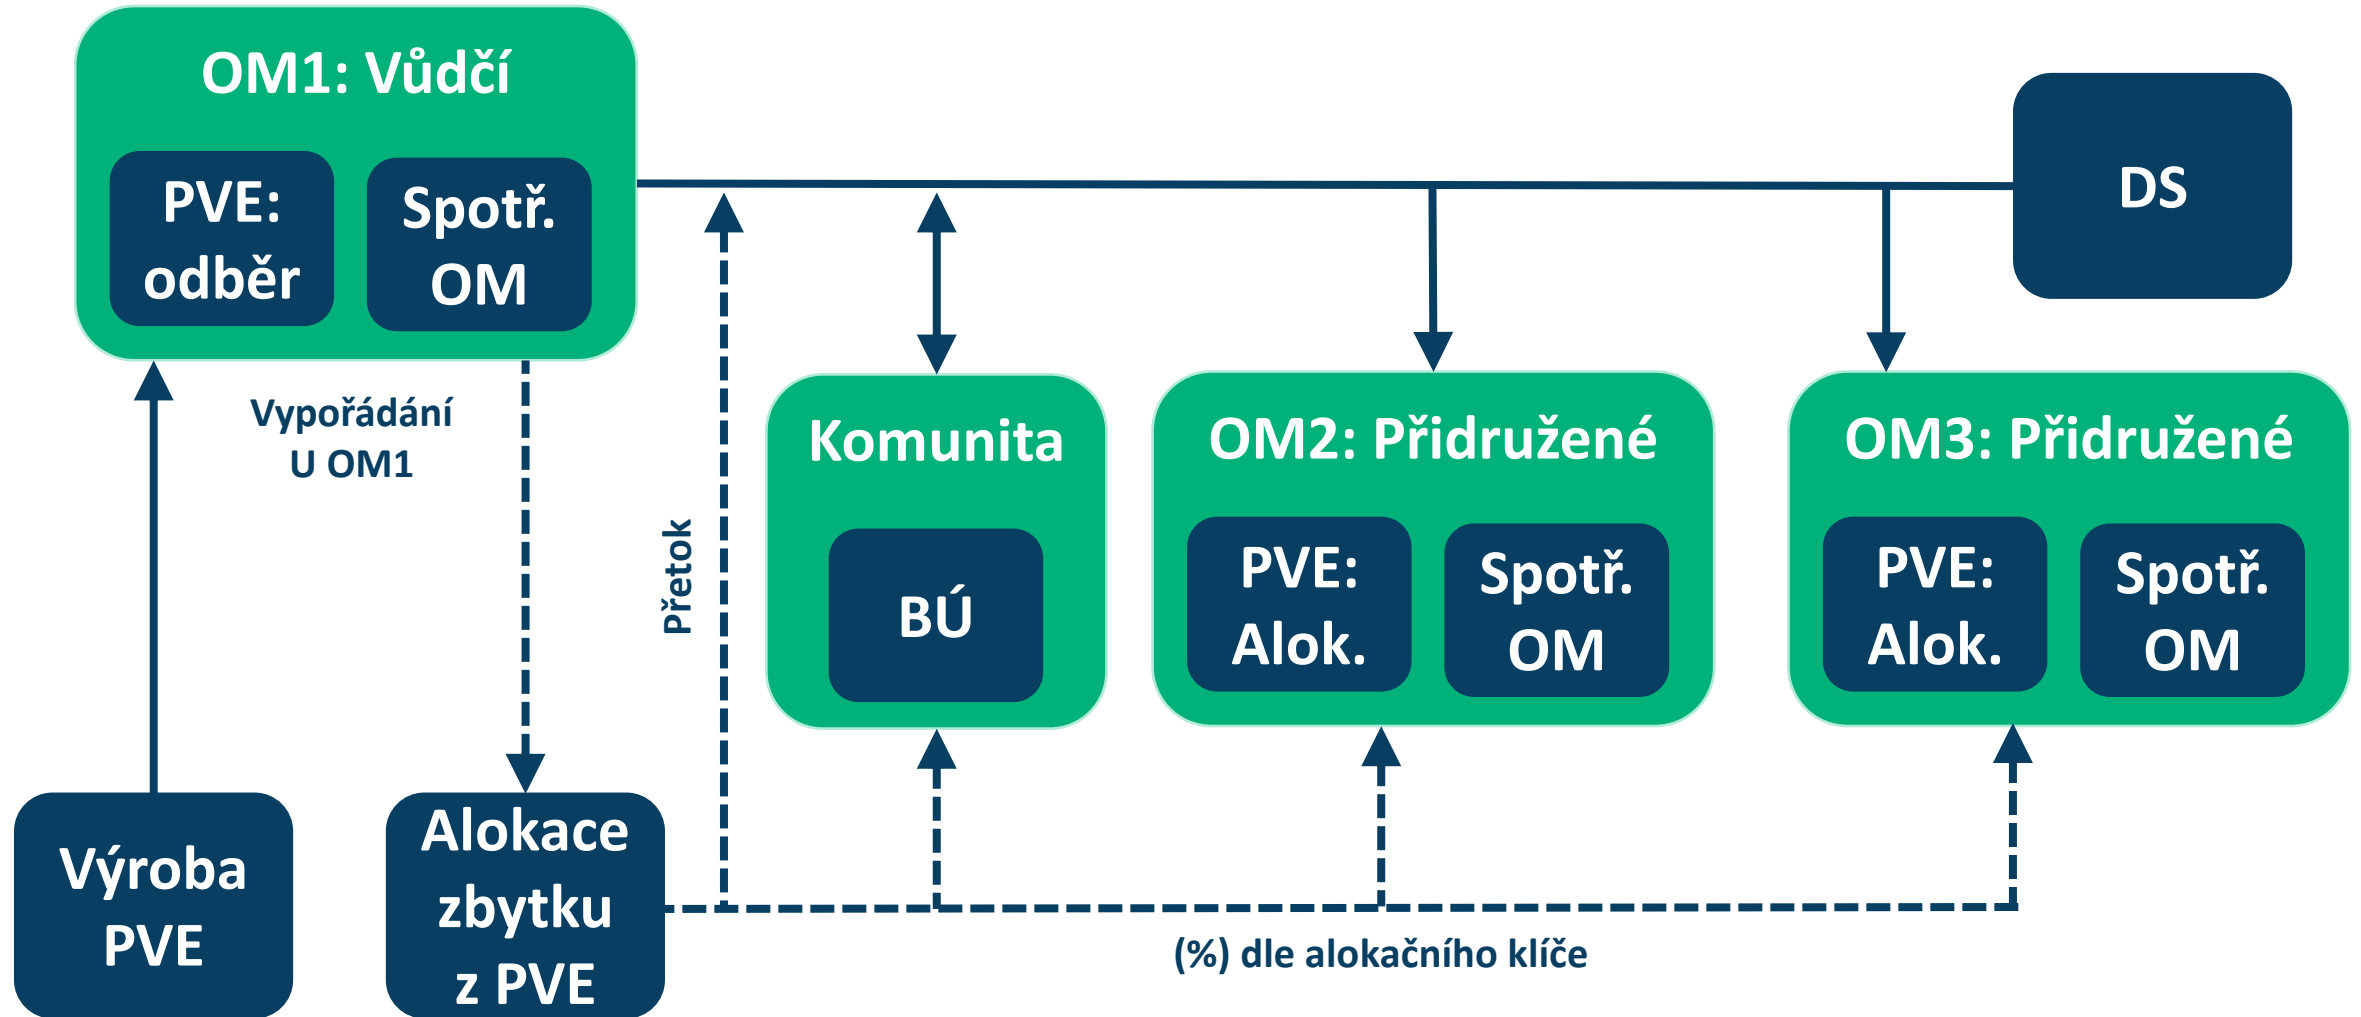 OM1: Vůdčí
PVE:
odběr
Spotř.
OM
DS
Vypořádání
U OM1
Přetok
Komunita
BÚ
OM2: Přidružené
PVE:
Alok.
Spotř.
OM
OM3: Přidružené
PVE:
Alok.
Spotř.
OM
Výroba
PVE
Alokace
zbytku
z PVE
(%) dle alokačního klíče